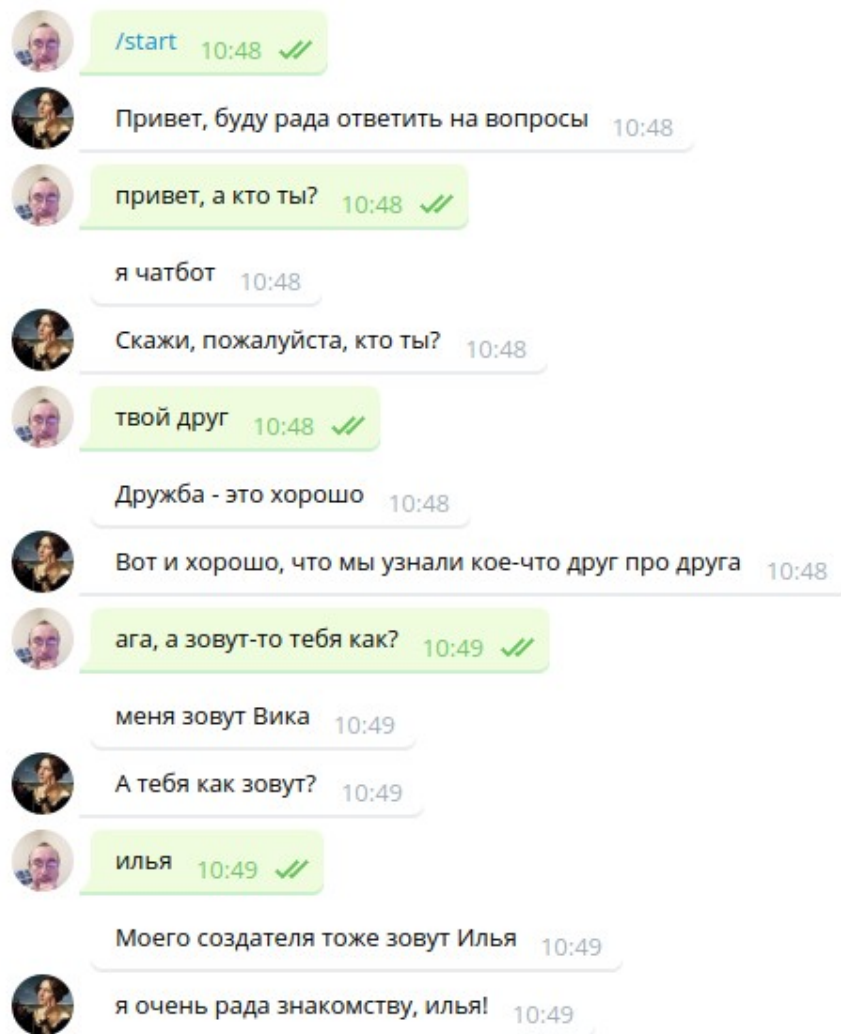 /start 10:48
Привет, буду рада ответить на вопросы 10:48
привет, а кто ты? 10:48
я чатбот 10:48
Скажи, пожалуйста, кто ты? 10:48
твой друг 10:48
Дружба - это хорошо 10:48
Вот и хорошо, что мы узнали кое-что друг про друга 10:48
ага, а зовут-то тебя как? 10:49
меня зовут Вика 10:49
А тебя как зовут? 10:49
илья 10:49
Моего создателя тоже зовут Илья 10:49
я очень рада знакомству, илья! 10:49